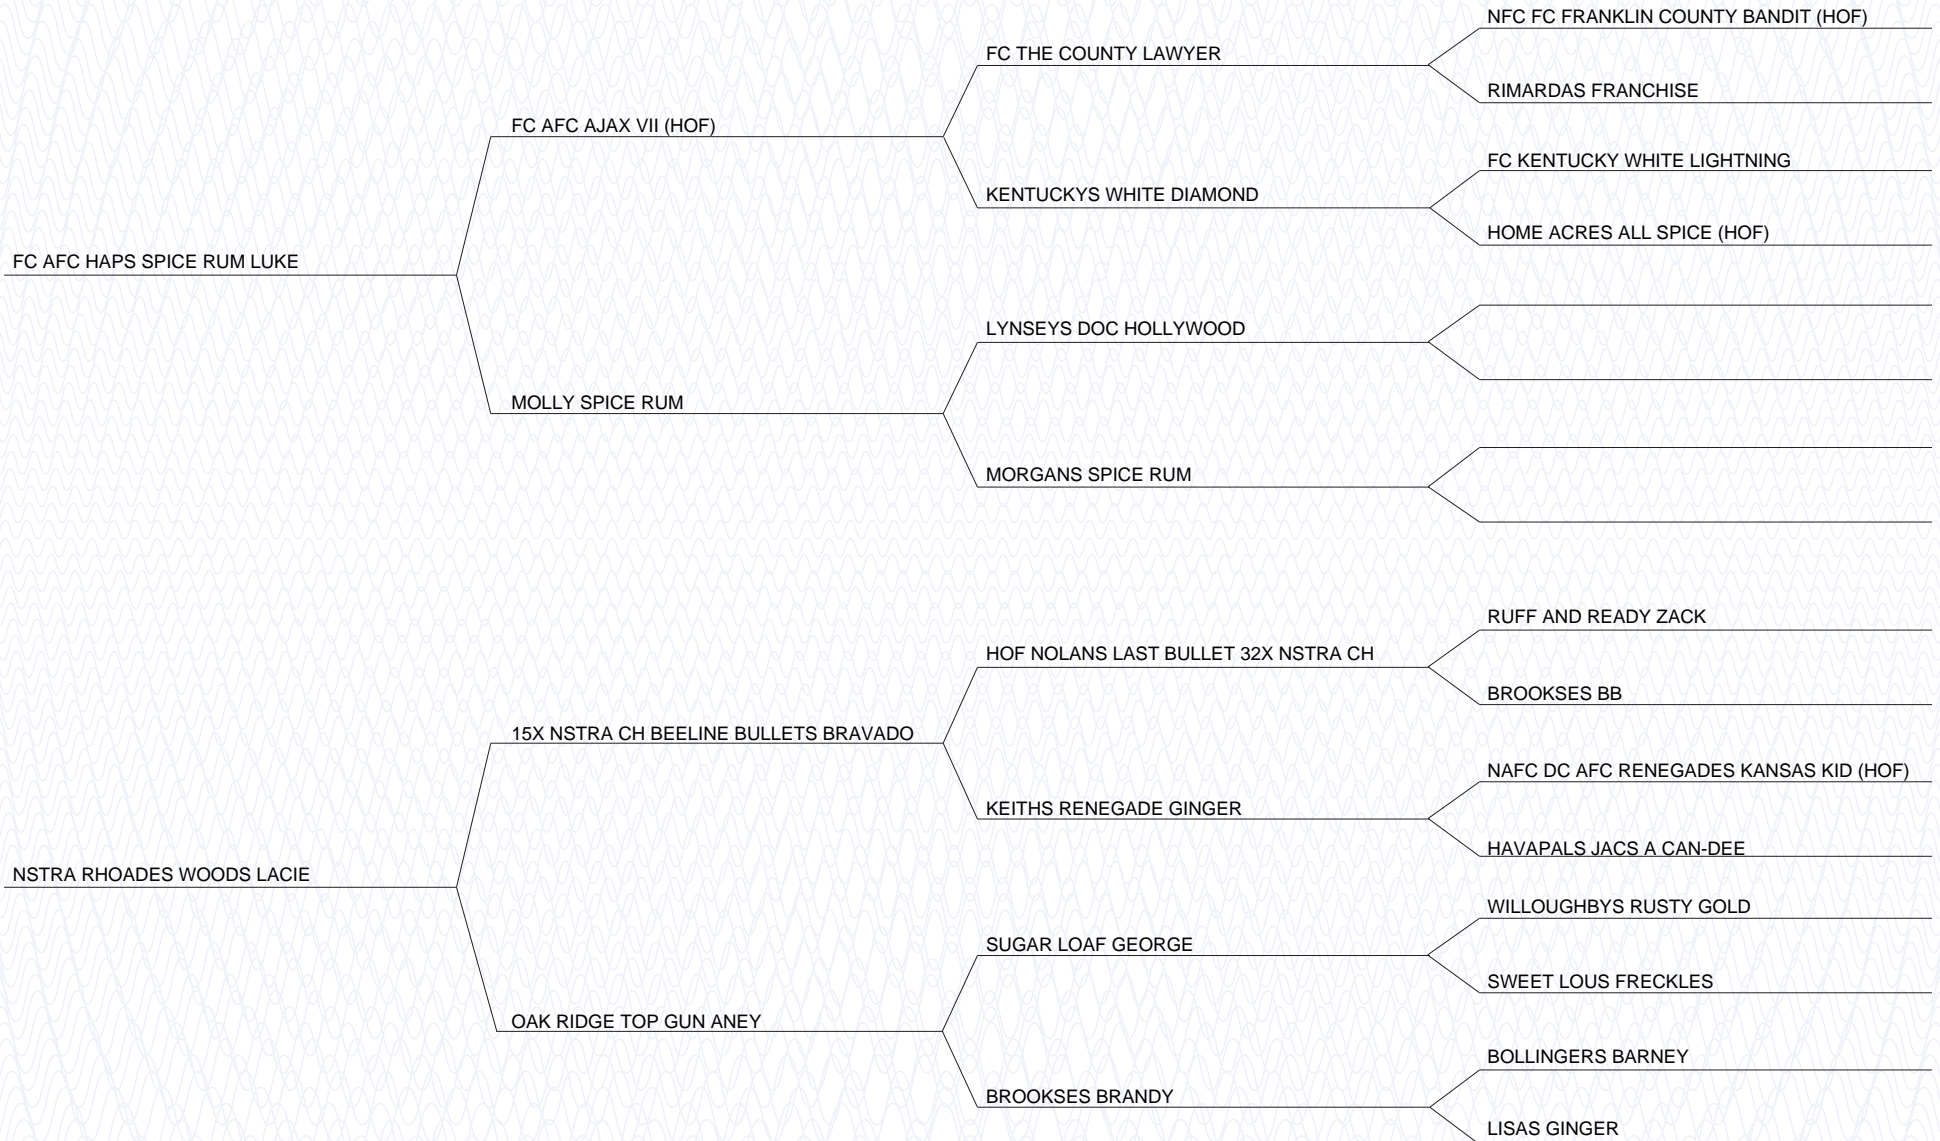 NFC FC FRANKLIN COUNTY BANDIT (HOF)
FC THE COUNTY LAWYER
RIMARDAS FRANCHISE
FC AFC AJAX VII (HOF)
FC KENTUCKY WHITE LIGHTNING
KENTUCKYS WHITE DIAMOND
HOME ACRES ALL SPICE (HOF)
FC AFC HAPS SPICE RUM LUKE
LYNSEYS DOC HOLLYWOOD
MOLLY SPICE RUM
MORGANS SPICE RUM
RUFF AND READY ZACK
HOF NOLANS LAST BULLET 32X NSTRA CH
BROOKSES BB
15X NSTRA CH BEELINE BULLETS BRAVADO
NAFC DC AFC RENEGADES KANSAS KID (HOF)
KEITHS RENEGADE GINGER
HAVAPALS JACS A CAN-DEE
NSTRA RHOADES WOODS LACIE
WILLOUGHBYS RUSTY GOLD
SUGAR LOAF GEORGE
SWEET LOUS FRECKLES
OAK RIDGE TOP GUN ANEY
BOLLINGERS BARNEY
BROOKSES BRANDY
LISAS GINGER